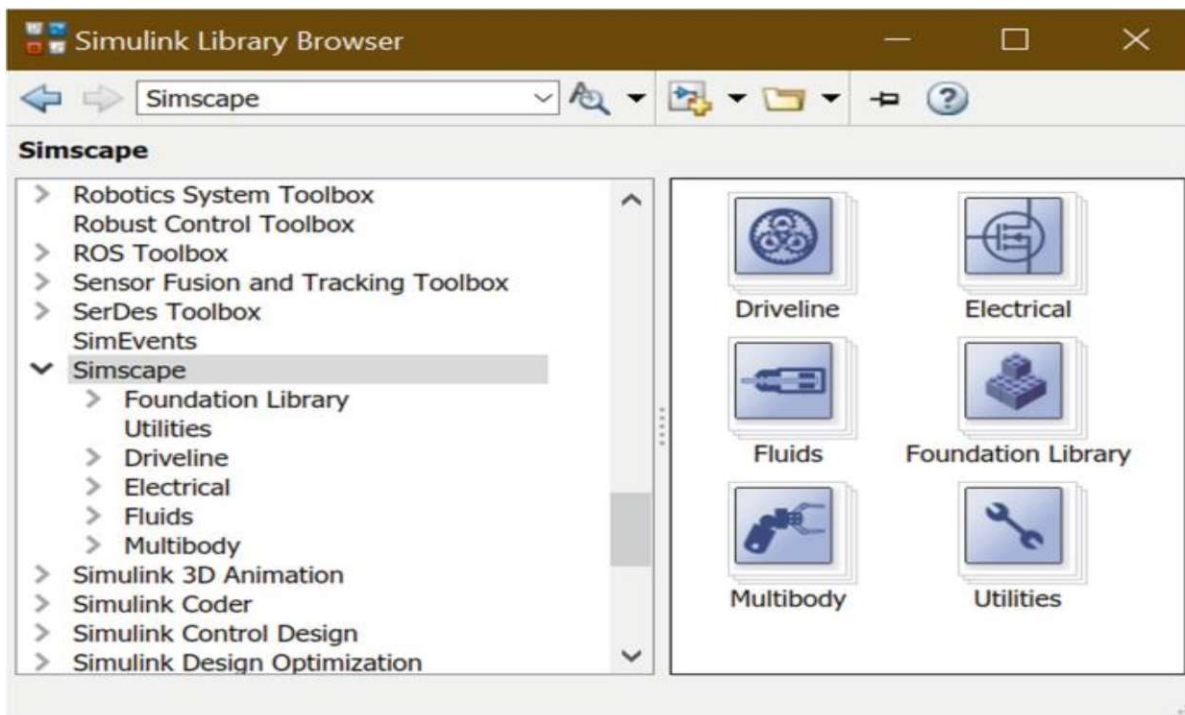 Simulink Library Browser
Simscape
Simscape
Robotics System Toolbox
Robust Control Toolbox
ROS Toolbox
Sensor Fusion and Tracking Toolbox
SerDes Toolbox
SimEvents
Simscape
Foundation Library
Utilities
Driveline
Electrical
Fluids
Multibody
Simulink 3D Animation
Simulink Coder
Simulink Control Design
Simulink Design Optimization
Driveline
Electrical
Fluids
Foundation Library
Multibody
Utilities